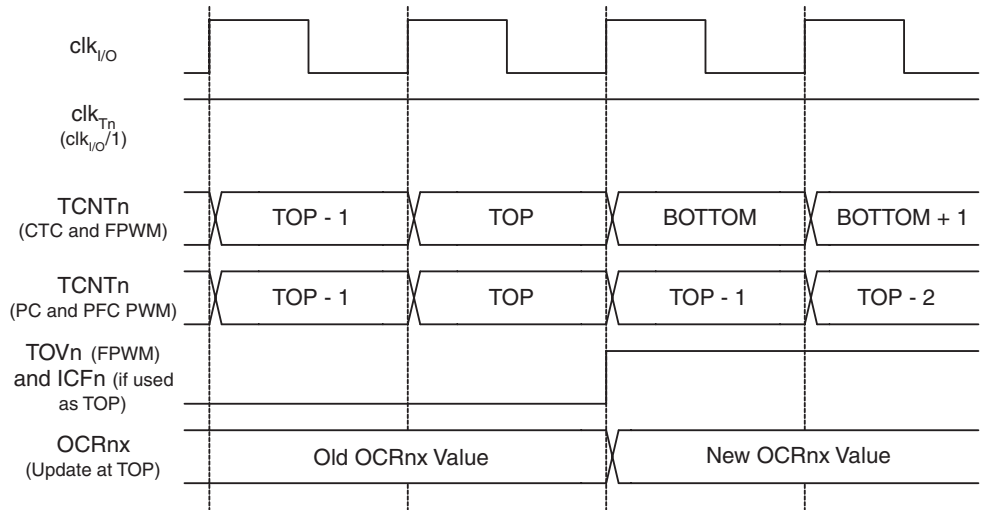 clkI/O
clkTn
(clkI/O/1)
TCNTn
(CTC and FPWM)
TOP - 1
TOP
BOTTOM
BOTTOM + 1
TCNTn
(PC and PFC PWM)
TOP - 1
TOP
TOP - 1
TOP - 2
TOVn (FPWM)
and ICFn (if used
as TOP)
OCRnx
(Update at TOP)
Old OCRnx Value
New OCRnx Value